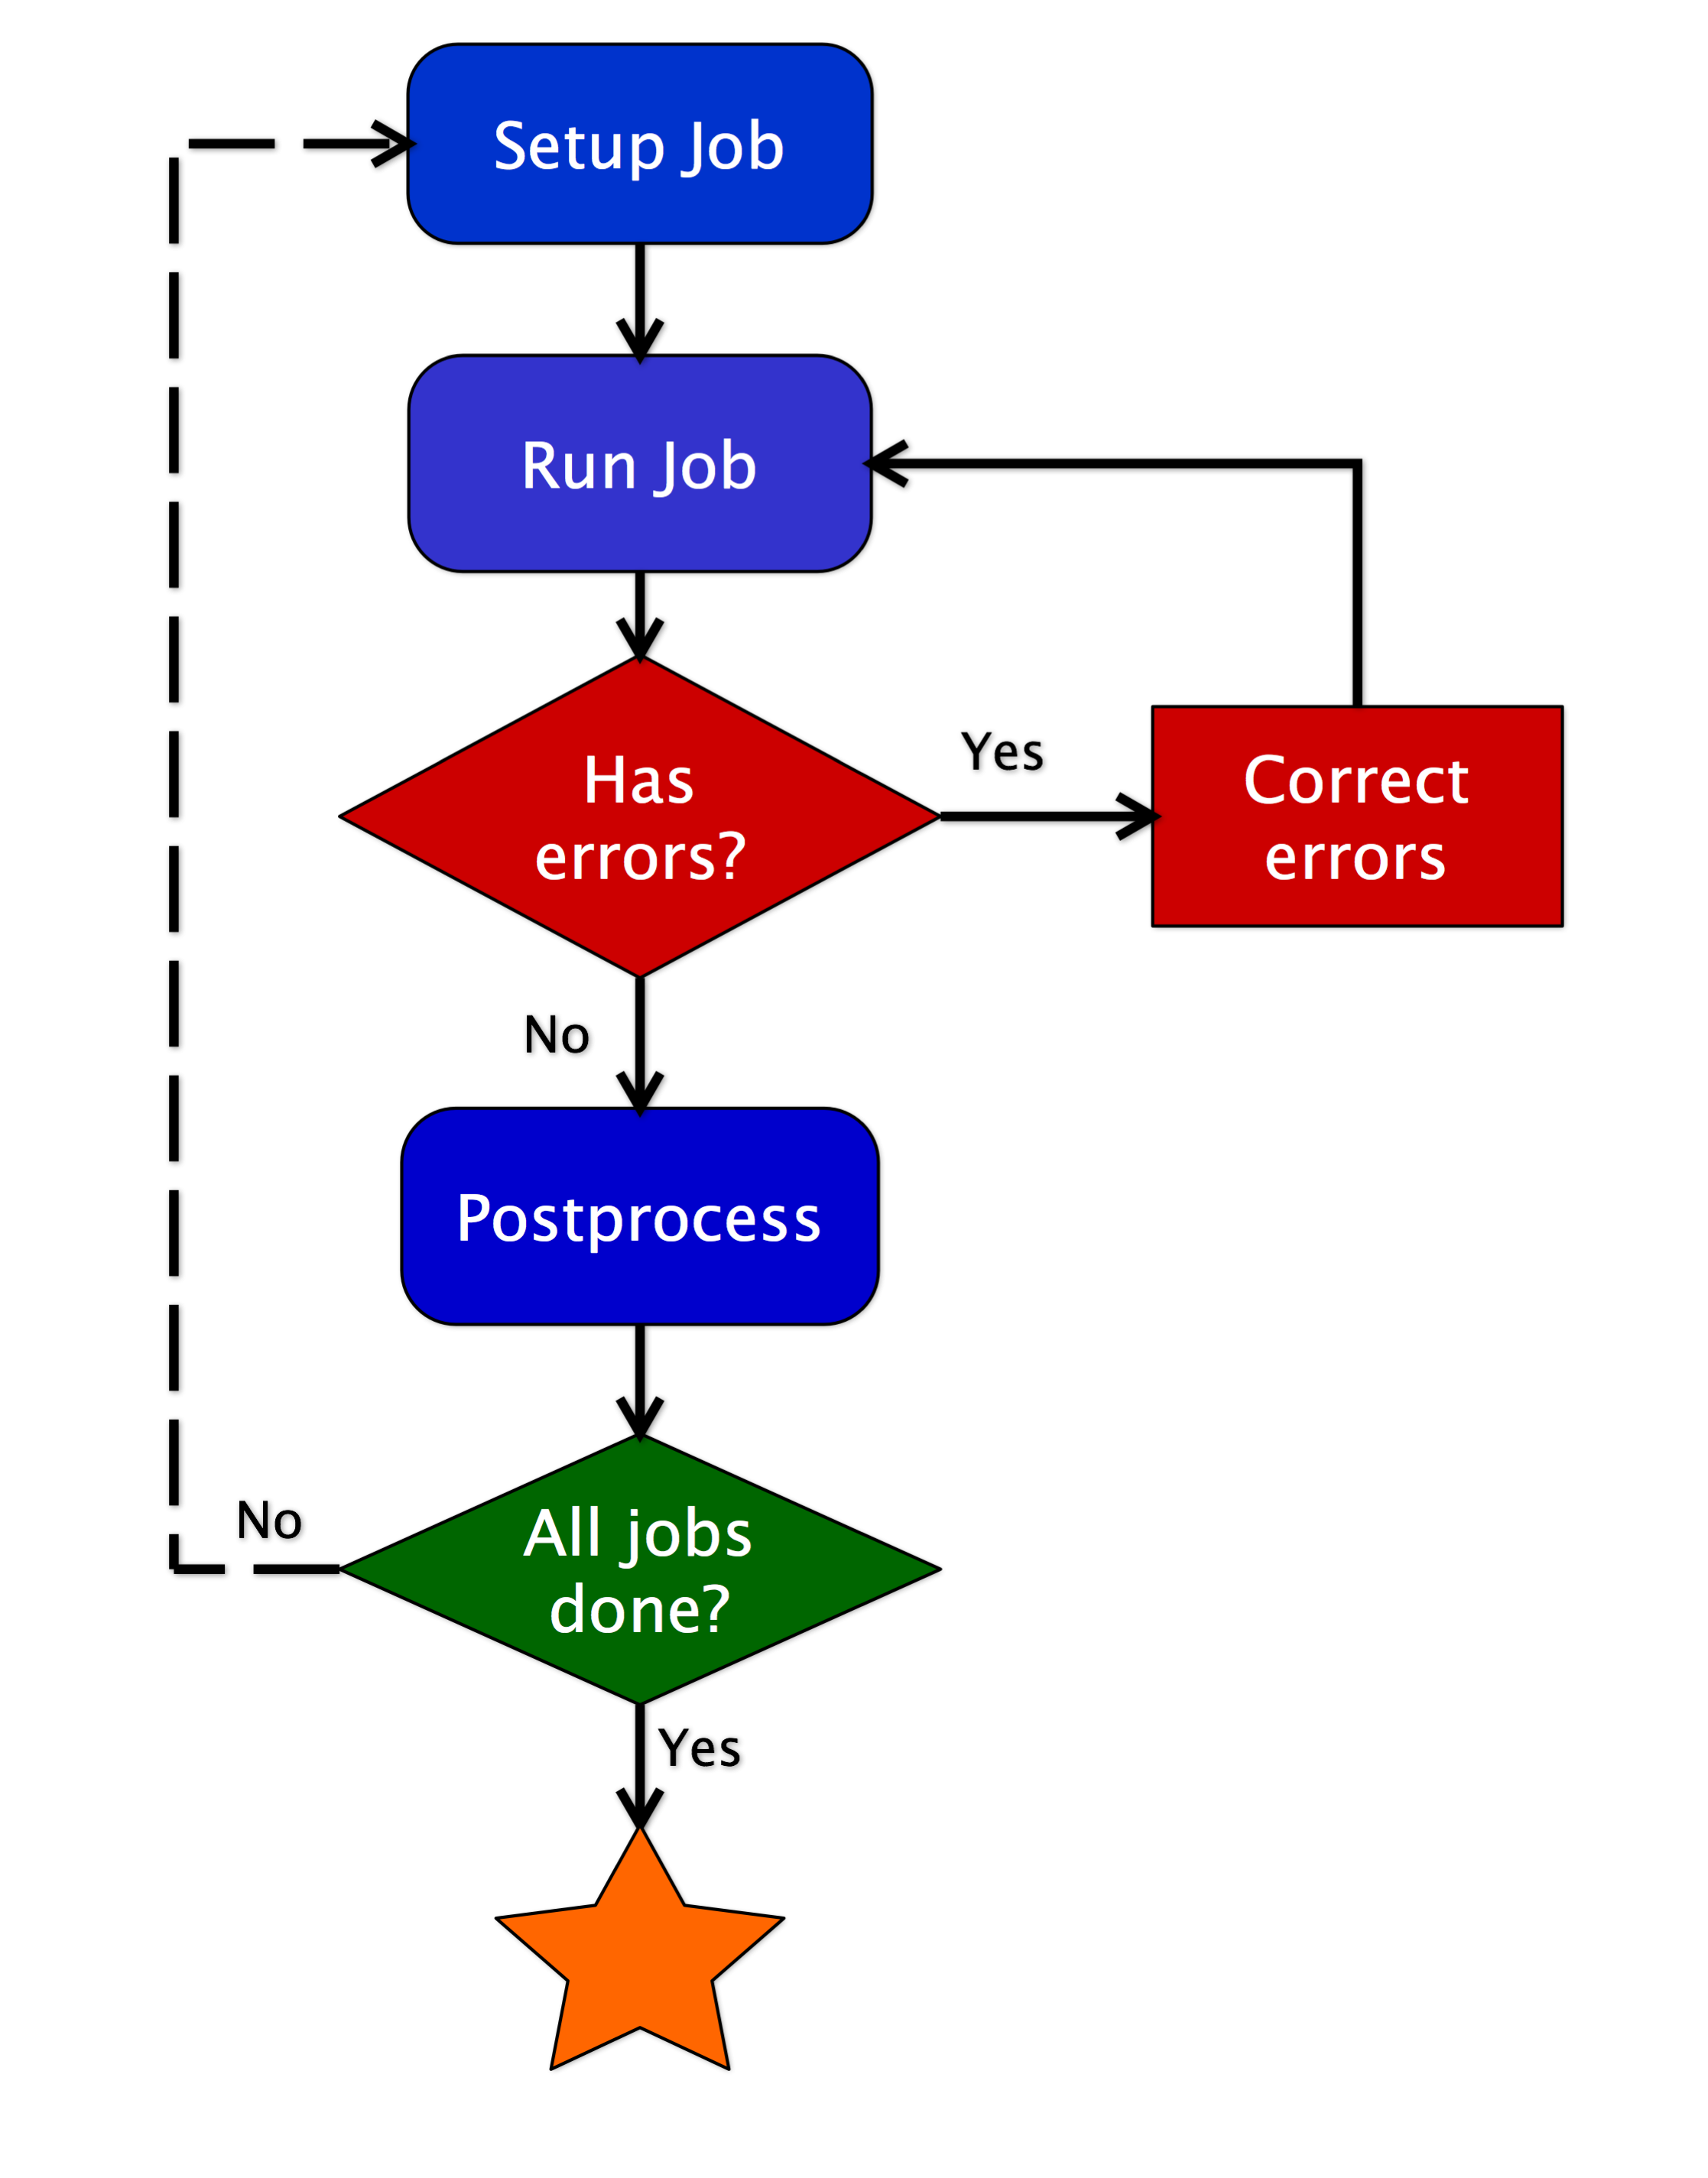 Setup Job
Run Job
Has
errors?
Yes
Correct
errors
No
Postprocess
All jobs
done?
No
Yes